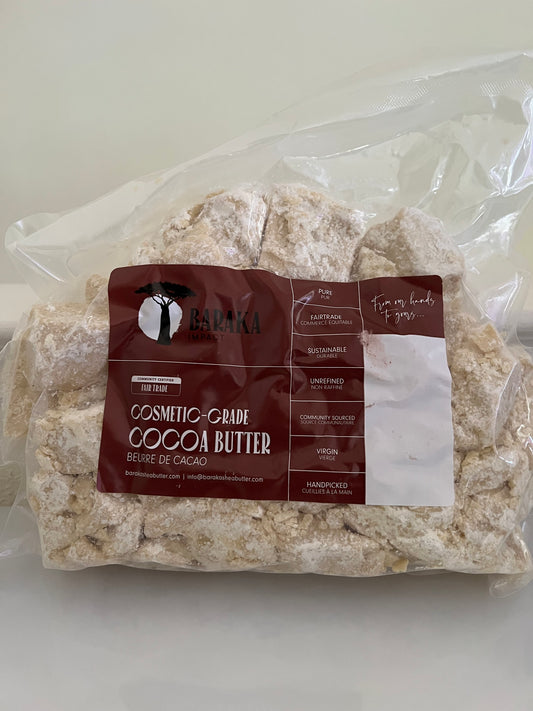 BARAKA
IMPACT
COMMUNITY CERTIFIED
FAIR TRADE
COSMETIC-GRADE
COCOA BUTTER
BEURRE DE CACAO
barakasheabutter.com | info@barakasheabutter.com
PURE
PUR
FAIRTRADE
COMMERCE EQUITABLE
SUSTAINABLE
DURABLE
UNREFINED
NON RAFFINÉ
COMMUNITY SOURCED
SOURCE COMMUNAUTAIRE
VIRGIN
VIERGE
HANDPICKED
CUEILLIES À LA MAIN
From our hands
to yours...